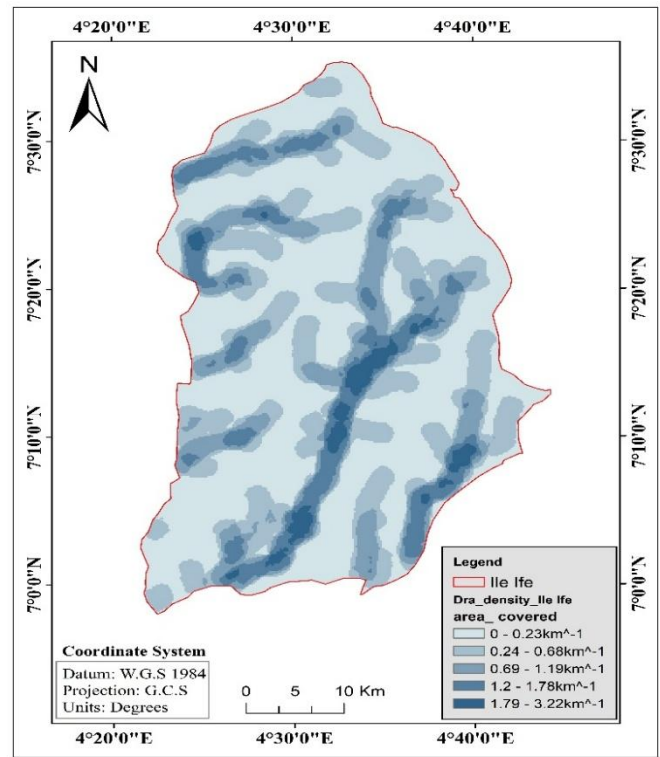 4°20'0"E 4°30'0"E 4°40'0"E
N
7°30'0"N 7°30'0"N
7°20'0"N 7°20'0"N
7°10'0"N 7°10'0"N
7°0'0"N 7°0'0"N
Legend
Ile Ife
Dra_density_Ile Ife
area_ covered
0 - 0.23km^-1
0.24 - 0.68km^-1
0.69 - 1.19km^-1
1.2 - 1.78km^-1
1.79 - 3.22km^-1
Coordinate System
Datum: W.G.S 1984
Projection: G.C.S
Units: Degrees
0 5 10 Km
4°20'0"E 4°30'0"E 4°40'0"E